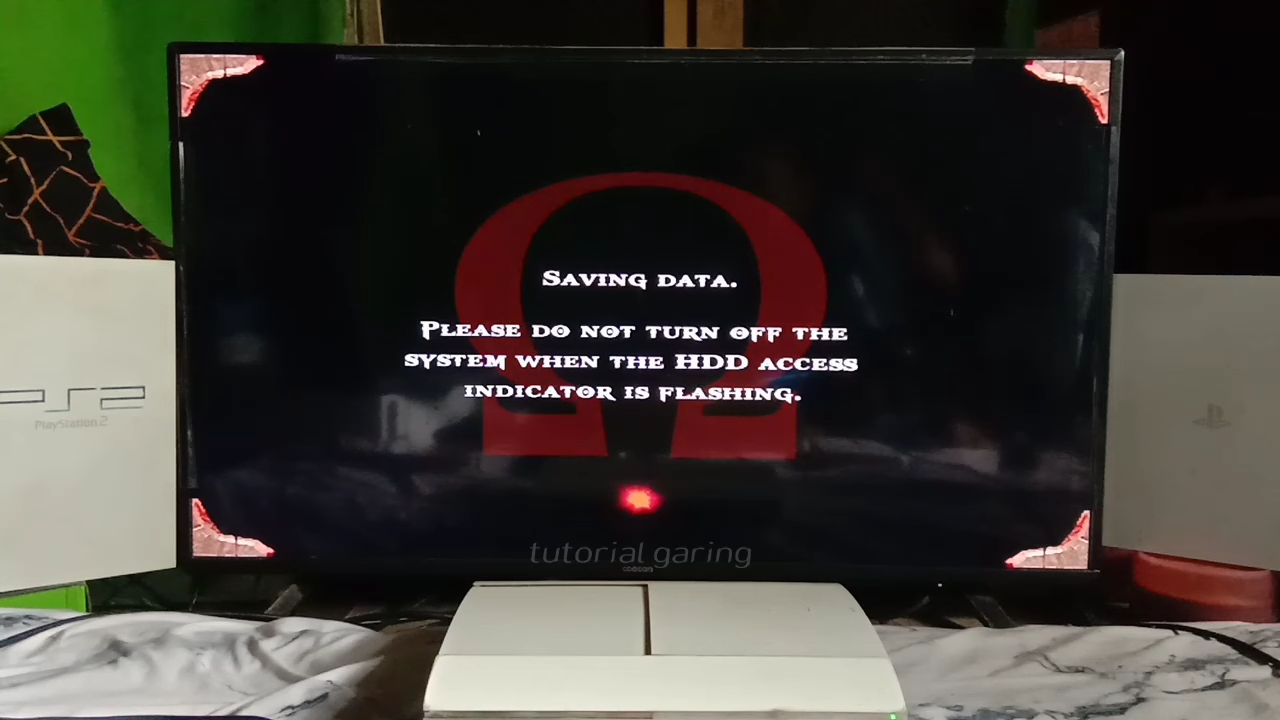 Saving data.
Please do not turn off the
system when the HDD access
indicator is flashing.
PS2
PlayStation 2
tutorial garing